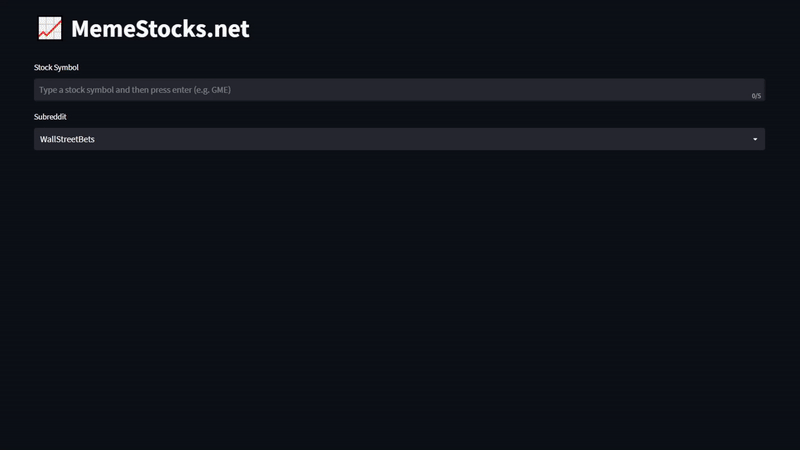 MemeStocks.net
Stock Symbol
Type a stock symbol and then press enter (e.g. GME)
0/5
Subreddit
WallStreetBets